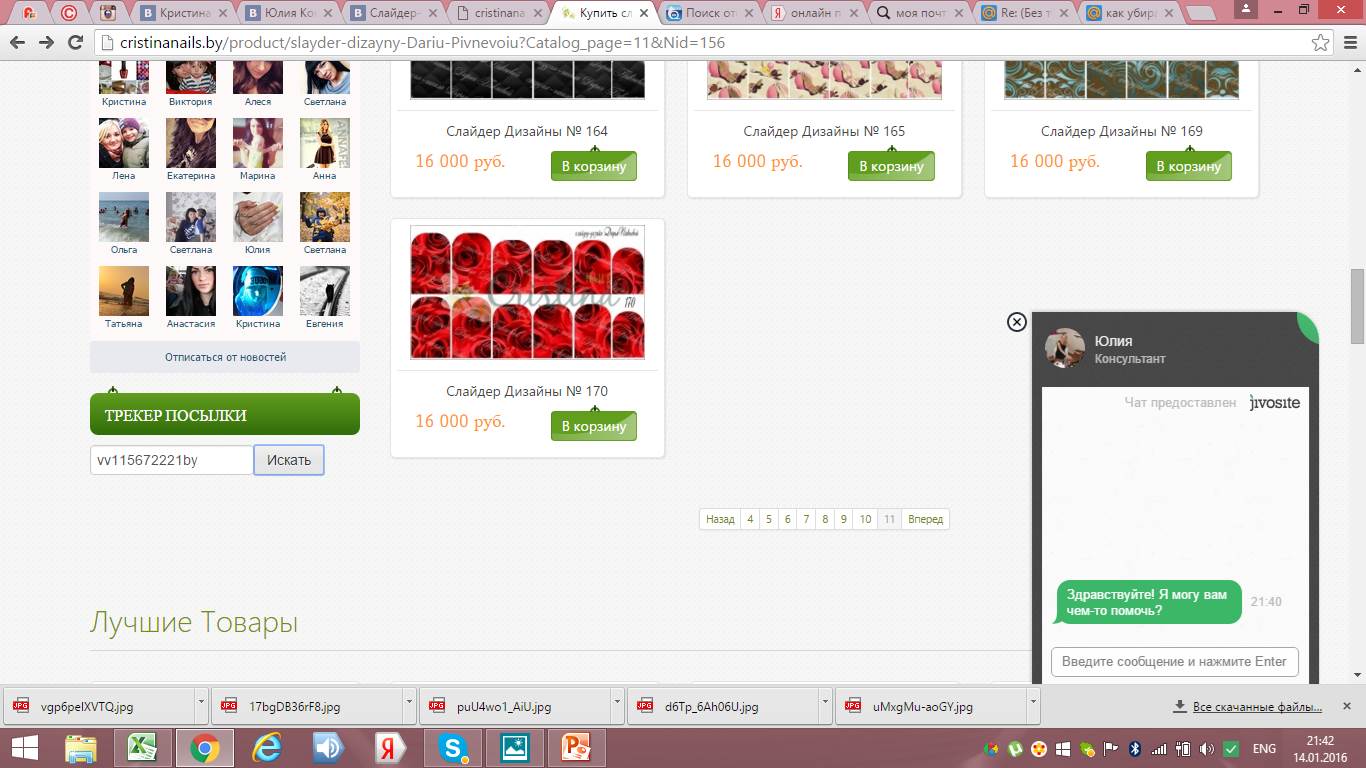 Кристина
Юлия Ко
Слайдер-
cristinana
Купить сл
Поиск от
онлайн п
моя почт
Re: (Без т
как убира
cristinanails.by/product/slayder-dizayny-Dariu-Pivnevoiu?Catalog_page=11&Nid=156
Кристина Виктория Алеся Светлана
Лена Екатерина Марина Анна
Ольга Светлана Юлия Светлана
Татьяна Анастасия Кристина Евгения
Отписаться от новостей
ТРЕКЕР ПОСЫЛКИ
vv115672221by Искать
Слайдер Дизайны № 164
16 000 руб. В корзину
Слайдер Дизайны № 165
16 000 руб. В корзину
Слайдер Дизайны № 169
16 000 руб. В корзину
Cristina
170
Слайдер Дизайны № 170
16 000 руб. В корзину
Назад 4 5 6 7 8 9 10 11 Вперед
Лучшие Товары
Юлия
Консультант
Чат предоставлен jivosite
Здравствуйте! Я могу вам
чем-то помочь?
21:40
Введите сообщение и нажмите Enter
vgp6pelXVTQ.jpg
17bgDB36rF8.jpg
puU4wo1_AiU.jpg
d6Tp_6Ah06U.jpg
uMxgMu-aoGY.jpg
Все скачанные файлы...
ENG
21:42
14.01.2016